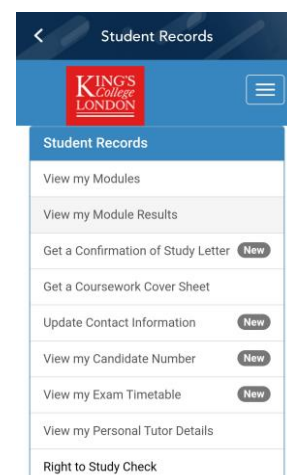 Student Records
KING'S
College
LONDON
Student Records
View my Modules
View my Module Results
Get a Confirmation of Study Letter New
Get a Coursework Cover Sheet
Update Contact Information New
View my Candidate Number New
View my Exam Timetable New
View my Personal Tutor Details
Right to Study Check